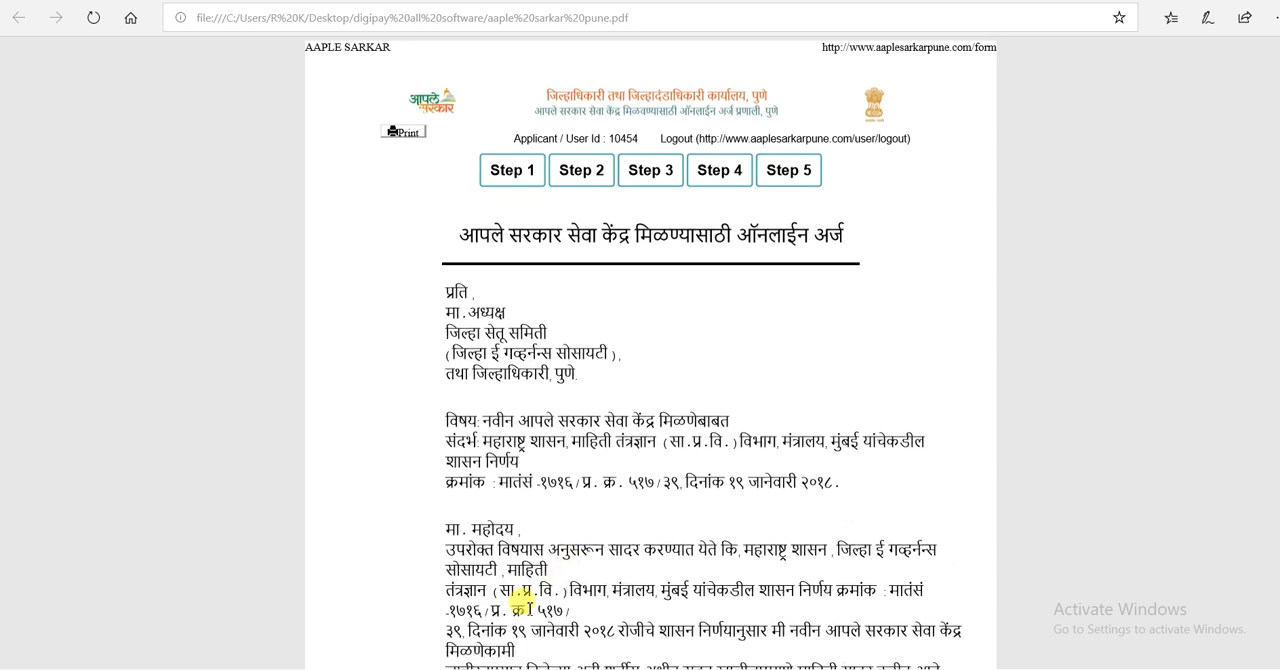 file:///C:/Users/R%20K/Desktop/digipay%20all%20software/aaple%20sarkar%20pune.pdf
AAPLE SARKAR http://www.aaplesarkarpune.com/form
आपले सरकार
जिल्हाधिकारी तथा जिल्हादंडाधिकारी कार्यालय, पुणे
आपले सरकार सेवा केंद्र मिळवण्यासाठी ऑनलाईन अर्ज प्रणाली, पुणे
Print
Applicant / User Id : 10454 Logout (http://www.aaplesarkarpune.com/user/logout)
Step 1 Step 2 Step 3 Step 4 Step 5
आपले सरकार सेवा केंद्र मिळण्यासाठी ऑनलाईन अर्ज
प्रति ,
मा . अध्यक्ष
जिल्हा सेतू समिती
( जिल्हा ई गव्हर्नन्स सोसायटी ) ,
तथा जिल्हाधिकारी, पुणे.
विषय: नवीन आपले सरकार सेवा केंद्र मिळणेबाबत
संदर्भ: महाराष्ट्र शासन, माहिती तंत्रज्ञान ( सा . प्र . वि . ) विभाग, मंत्रालय, मुंबई यांचेकडील
शासन निर्णय
क्रमांक : मातंसं -१७१६ / प्र . क्र . ५१७ / ३९, दिनांक १९ जानेवारी २०१८ .
मा . महोदय ,
उपरोक्त विषयास अनुसरून सादर करण्यात येते कि, महाराष्ट्र शासन , जिल्हा ई गव्हर्नन्स
सोसायटी , माहिती
तंत्रज्ञान ( सा . प्र . वि . ) विभाग, मंत्रालय, मुंबई यांचेकडील शासन निर्णय क्रमांक : मातंसं
-१७१६ / प्र . क्र . ५१७ /
३९, दिनांक १९ जानेवारी २०१८ रोजीचे शासन निर्णयानुसार मी नवीन आपले सरकार सेवा केंद्र
मिळणेकामी
Activate Windows
Go to Settings to activate Windows.